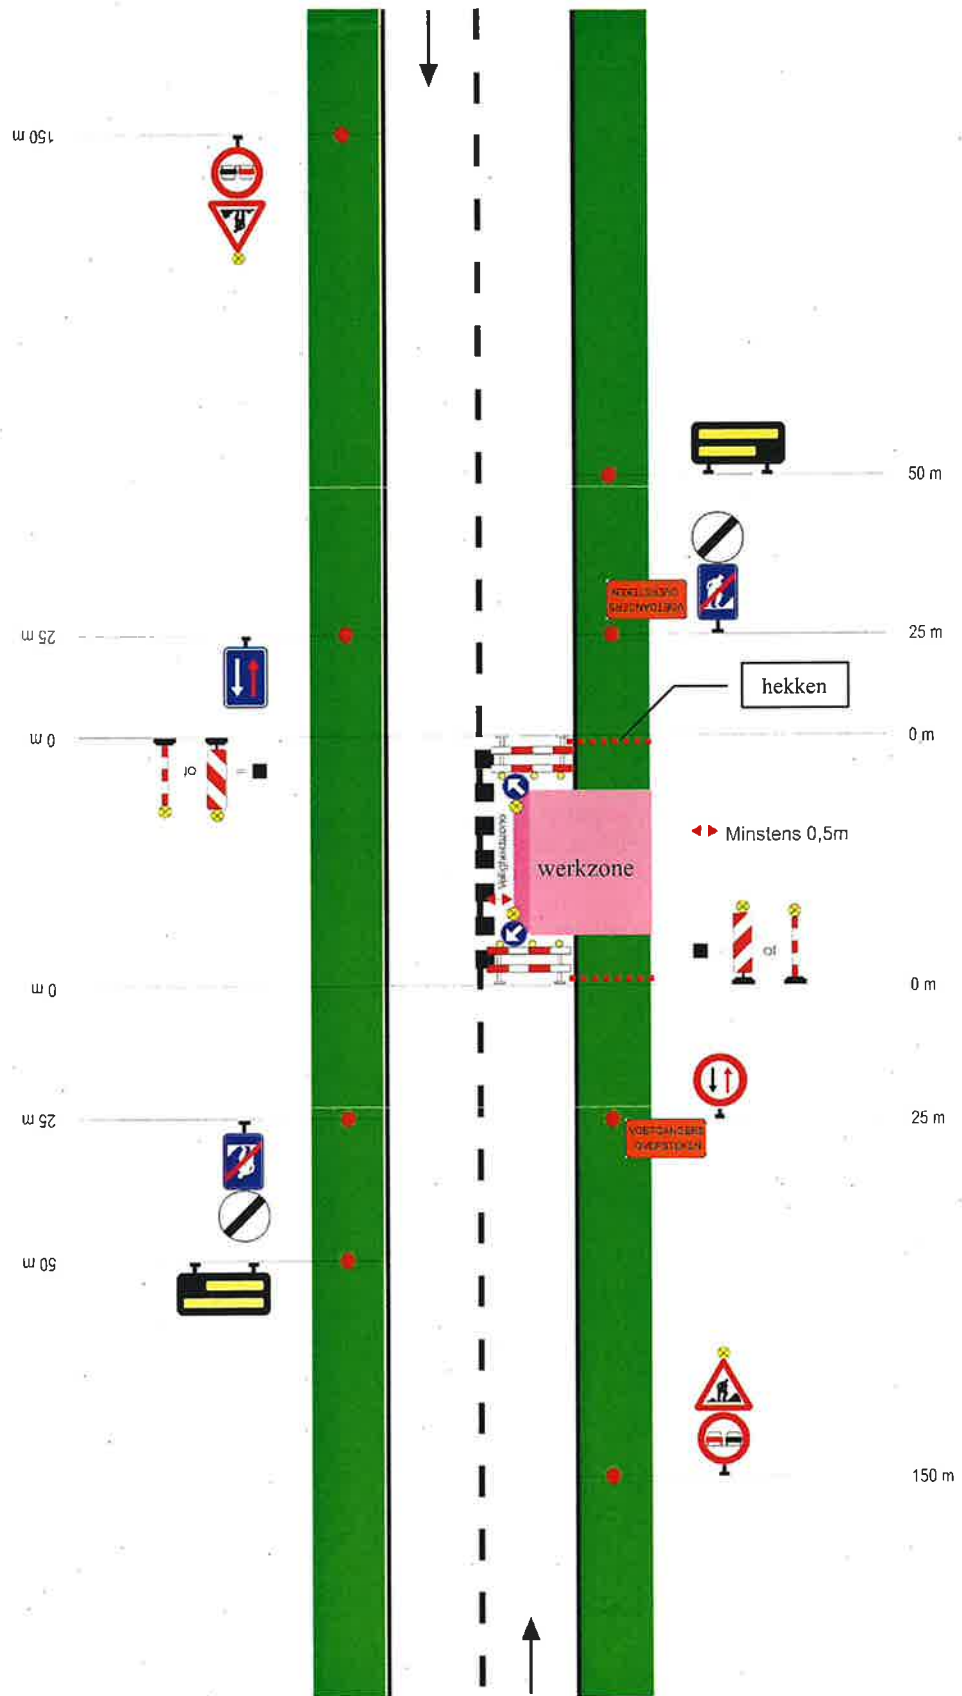 150 m
50 m
VOETGANGERS
OVERSTEKEN
25 m
25 m
hekken
0 m
0 m
of
=
Veiligheidszone
werkzone
Minstens 0,5m
of
0 m
0 m
25 m
25 m
VOETGANGERS
OVERSTEKEN
50 m
150 m